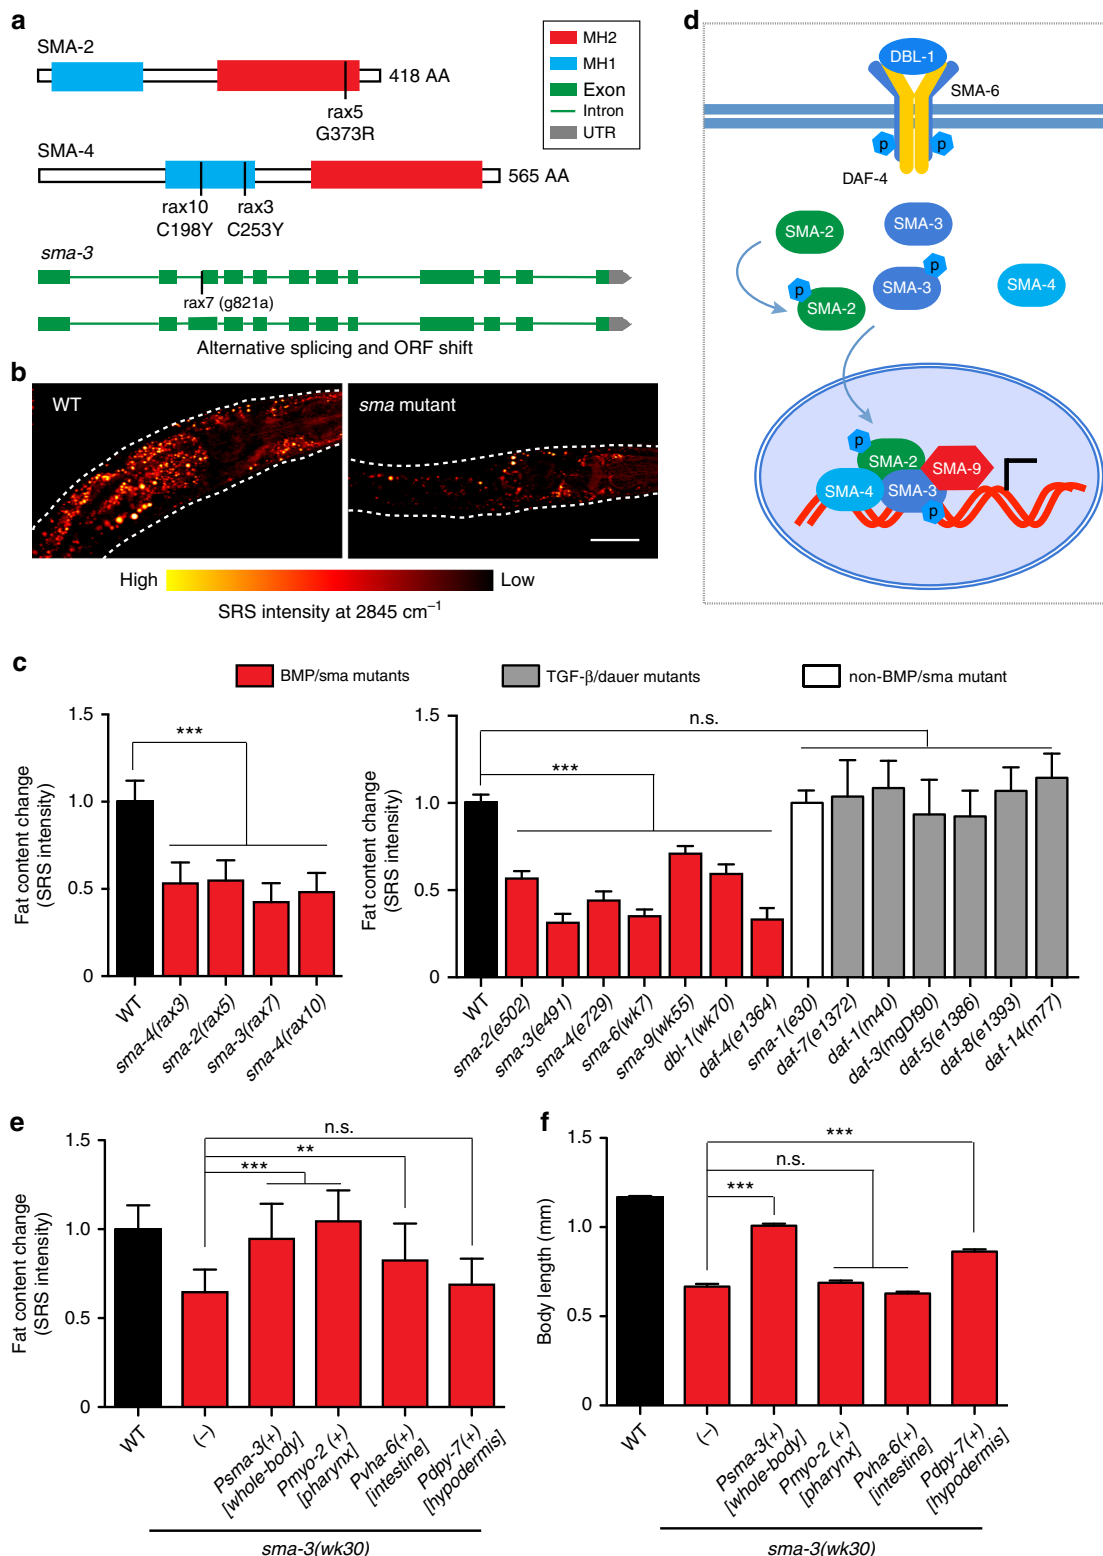 a
SMA-2
418 AA
rax5
G373R
SMA-4
565 AA
rax10
C198Y
rax3
C253Y
sma-3
rax7 (g821a)
Alternative splicing and ORF shift
MH2
MH1
Exon
Intron
UTR
b
WT
sma mutant
High
Low
SRS intensity at 2845 cm⁻¹
d
DBL-1
SMA-6
p
p
DAF-4
SMA-2
SMA-3
p
SMA-3
SMA-4
p
SMA-2
p
SMA-2
SMA-9
SMA-4
SMA-3
p
c
BMP/sma mutants
TGF-β/dauer mutants
non-BMP/sma mutant
Fat content change
(SRS intensity)
1.5
1.0
0.5
0
***
WT
sma-4(rax3)
sma-2(rax5)
sma-3(rax7)
sma-4(rax10)
Fat content change
(SRS intensity)
1.5
1.0
0.5
0
n.s.
***
WT
sma-2(e502)
sma-3(e491)
sma-4(e729)
sma-6(wk7)
sma-9(wk55)
dbl-1(wk70)
daf-4(e1364)
sma-1(e30)
daf-7(e1372)
daf-1(m40)
daf-3(mgDf90)
daf-5(e1386)
daf-8(e1393)
daf-14(m77)
e
Fat content change
(SRS intensity)
1.5
1.0
0.5
0
n.s.
**
***
WT
(–)
Psma-3(+)
[whole-body]
Pmyo-2 (+)
[pharynx]
Pvha-6(+)
[intestine]
Pdpy-7(+)
[hypodermis]
sma-3(wk30)
f
Body length (mm)
1.5
1.0
0.5
0
***
n.s.
***
WT
(–)
Psma-3(+)
[whole-body]
Pmyo-2 (+)
[pharynx]
Pvha-6(+)
[intestine]
Pdpy-7(+)
[hypodermis]
sma-3(wk30)